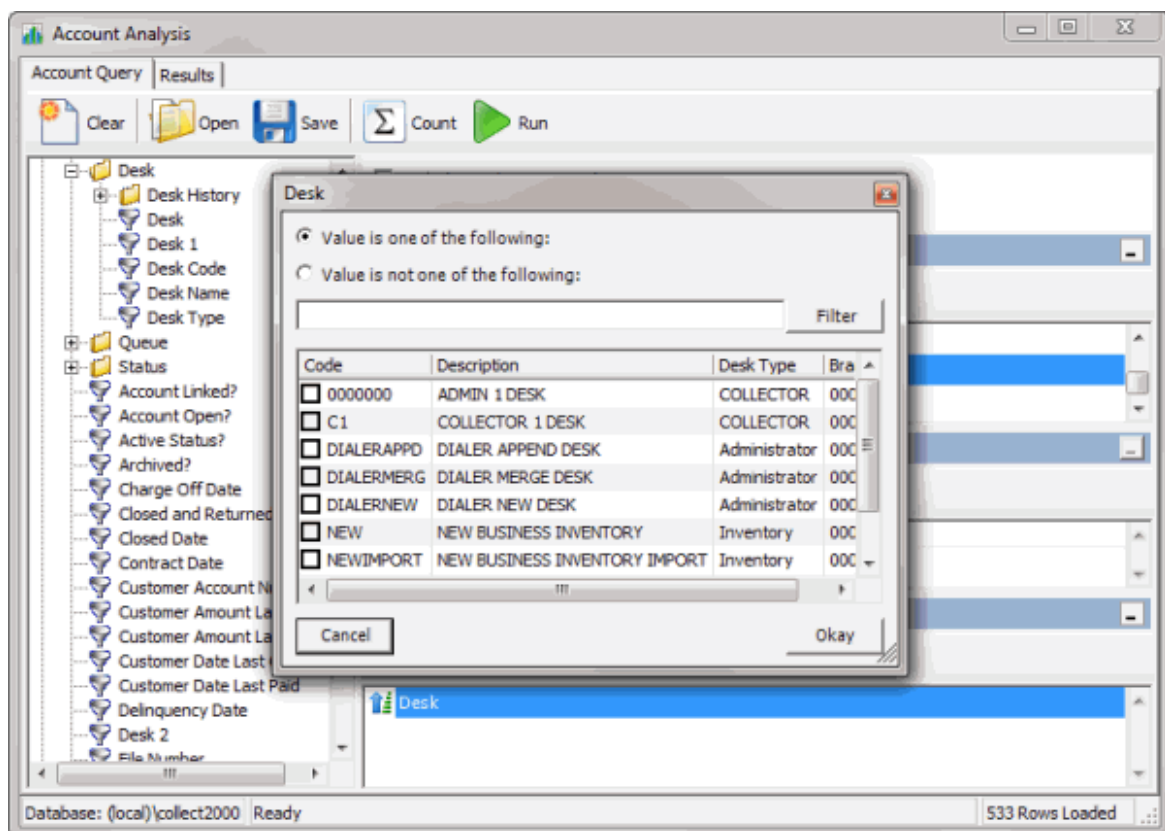 Account Analysis
Account Query Results
Clear Open Save Σ Count Run
Desk
Desk History
Desk
Desk 1
Desk Code
Desk Name
Desk Type
Queue
Status
Account Linked?
Account Open?
Active Status?
Archived?
Charge Off Date
Closed and Returned
Closed Date
Contract Date
Customer Account
Customer Amount La
Customer Amount La
Customer Date Last
Customer Date Last Paid
Delinquency Date
Desk 2
File Number
Desk
Value is one of the following:
Value is not one of the following:
Filter
Code Description Desk Type Bra
0000000 ADMIN 1 DESK COLLECTOR 000
C1 COLLECTOR 1 DESK COLLECTOR 000
DIALERAPPD DIALER APPEND DESK Administrator 000
DIALERMERG DIALER MERGE DESK Administrator 000
DIALERNEW DIALER NEW DESK Administrator 000
NEW NEW BUSINESS INVENTORY Inventory 000
NEWIMPORT NEW BUSINESS INVENTORY IMPORT Inventory 000
Cancel Okay
Desk
Database: (local)\collect2000 Ready 533 Rows Loaded